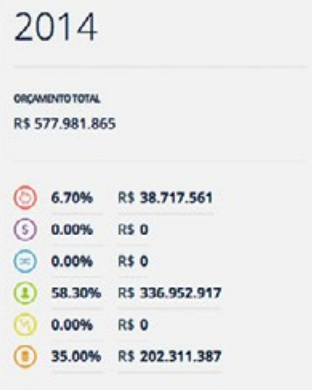 2014
ORÇAMENTO TOTAL
R$ 577.981.865
6.70% R$ 38.717.561
$ 0.00% R$ 0
0.00% R$ 0
58.30% R$ 336.952.917
0.00% R$ 0
35.00% R$ 202.311.387